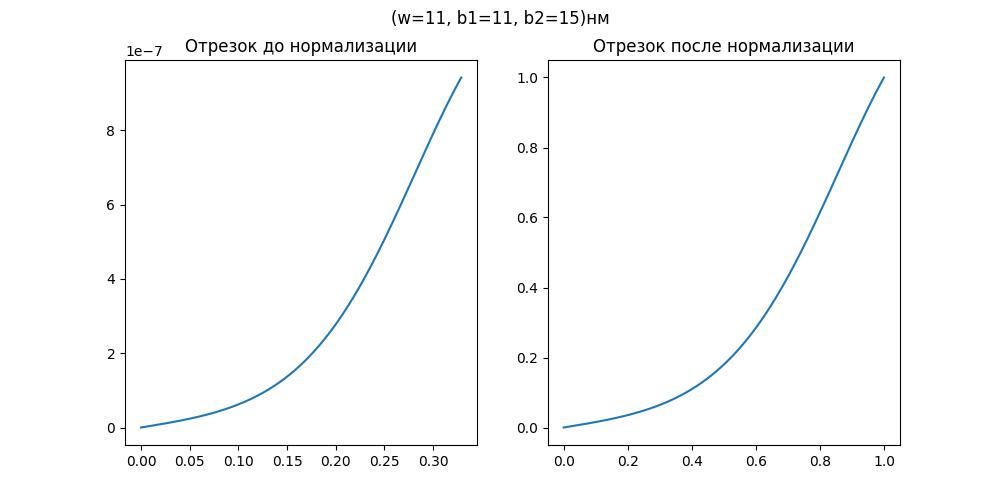 (w=11, b1=11, b2=15)нм
Отрезок до нормализации
1e−7
8
6
4
2
0
0.00 0.05 0.10 0.15 0.20 0.25 0.30
Отрезок после нормализации
1.0
0.8
0.6
0.4
0.2
0.0
0.0 0.2 0.4 0.6 0.8 1.0